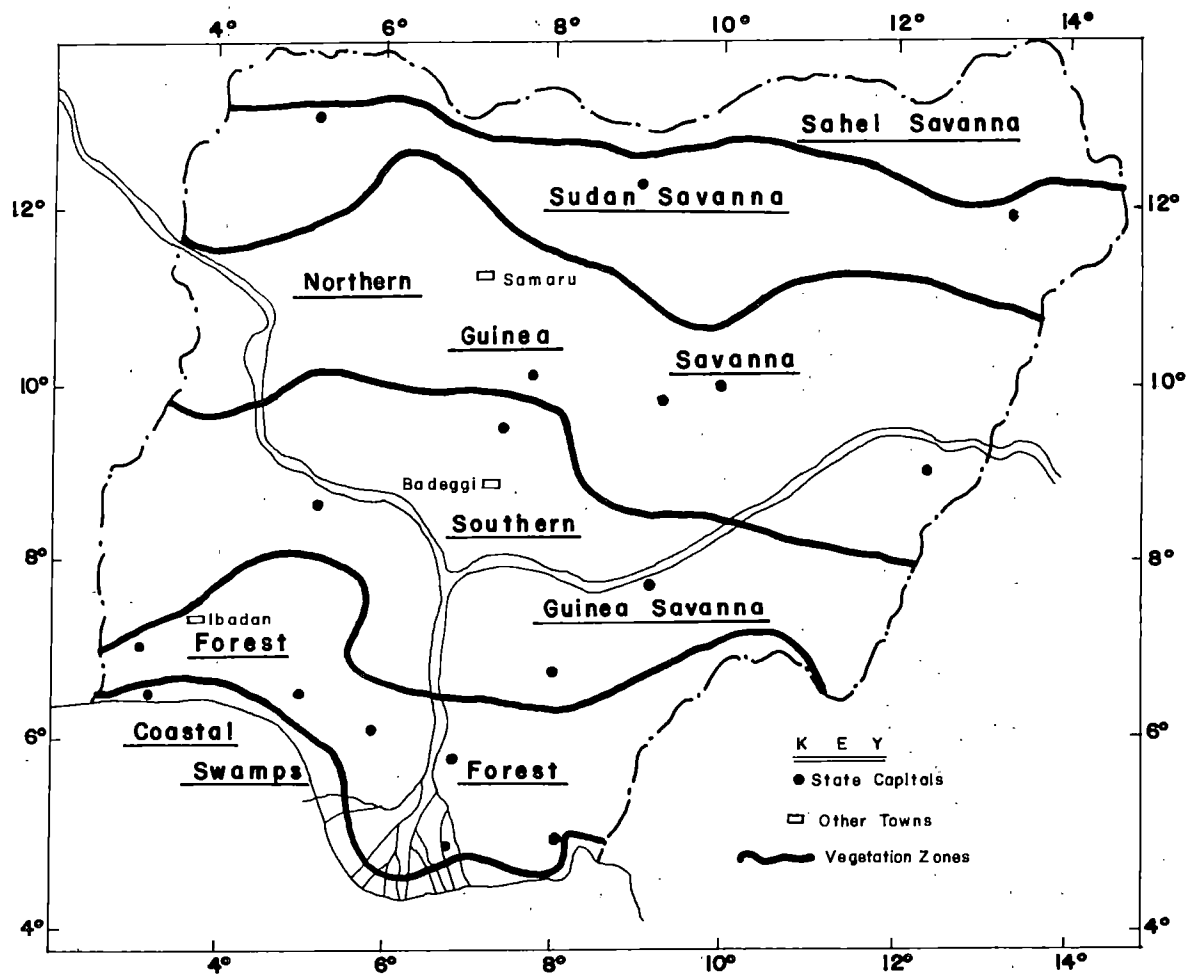 4° 6° 8° 10° 12° 14°
Sahel Savanna
Sudan Savanna
12° 12°
Northern
Samaru
Guinea
Savanna
10° 10°
Badeggi
Southern
8° 8°
Guinea Savanna
Ibadan
Forest
Coastal
6° 6°
Swamps
Forest
KEY
State Capitals
Other Towns
Vegetation Zones
4° 4°
4° 6° 8° 10° 12° 14°